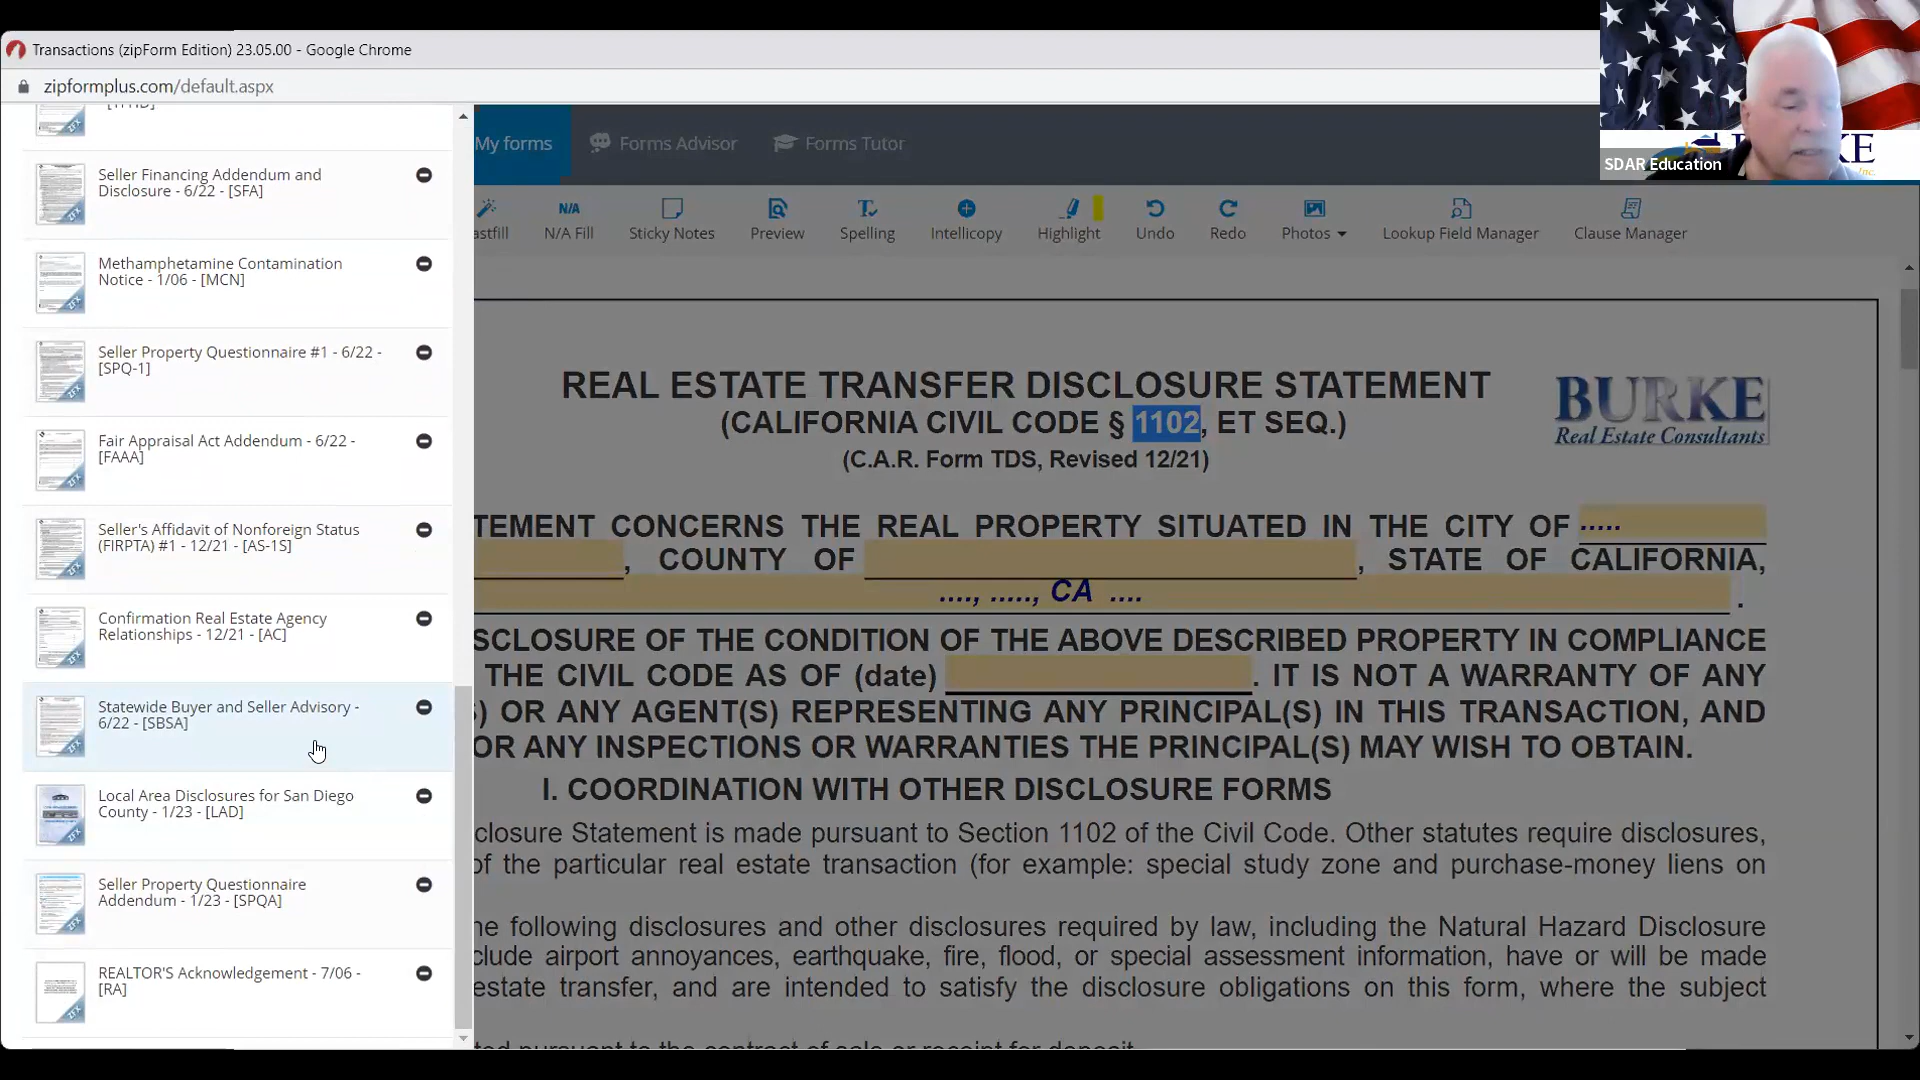 Transactions (zipForm Edition) 23.05.00 - Google Chrome
zipformplus.com/default.aspx
SDAR Education
My forms
Forms Advisor
Forms Tutor
astfill
N/A
N/A Fill
Sticky Notes
Preview
Spelling
Intellicopy
Highlight
Undo
Redo
Photos
Lookup Field Manager
Clause Manager
Seller Financing Addendum and
Disclosure - 6/22 - [SFA]
Methamphetamine Contamination
Notice - 1/06 - [MCN]
Seller Property Questionnaire #1 - 6/22 -
[SPQ-1]
Fair Appraisal Act Addendum - 6/22 -
[FAAA]
Seller's Affidavit of Nonforeign Status
(FIRPTA) #1 - 12/21 - [AS-1S]
Confirmation Real Estate Agency
Relationships - 12/21 - [AC]
Statewide Buyer and Seller Advisory -
6/22 - [SBSA]
Local Area Disclosures for San Diego
County - 1/23 - [LAD]
Seller Property Questionnaire
Addendum - 1/23 - [SPQA]
REALTOR'S Acknowledgement - 7/06 -
[RA]
REAL ESTATE TRANSFER DISCLOSURE STATEMENT
(CALIFORNIA CIVIL CODE § 1102, ET SEQ.)
(C.A.R. Form TDS, Revised 12/21)
BURKE
Real Estate Consultants
TEMENT CONCERNS THE REAL PROPERTY SITUATED IN THE CITY OF .....
, COUNTY OF , STATE OF CALIFORNIA,
...., ....., CA .... .
SCLOSURE OF THE CONDITION OF THE ABOVE DESCRIBED PROPERTY IN COMPLIANCE
THE CIVIL CODE AS OF (date) . IT IS NOT A WARRANTY OF ANY
) OR ANY AGENT(S) REPRESENTING ANY PRINCIPAL(S) IN THIS TRANSACTION, AND
OR ANY INSPECTIONS OR WARRANTIES THE PRINCIPAL(S) MAY WISH TO OBTAIN.
I. COORDINATION WITH OTHER DISCLOSURE FORMS
closure Statement is made pursuant to Section 1102 of the Civil Code. Other statutes require disclosures,
of the particular real estate transaction (for example: special study zone and purchase-money liens on
he following disclosures and other disclosures required by law, including the Natural Hazard Disclosure
clude airport annoyances, earthquake, fire, flood, or special assessment information, have or will be made
estate transfer, and are intended to satisfy the disclosure obligations on this form, where the subject
ted pursuant to the contract of sale or receipt for deposit.